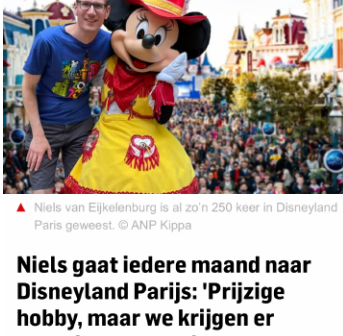 ▲ Niels van Eijkelenburg is al zo'n 250 keer in Disneyland
Paris geweest. © ANP Kippa
Niels gaat iedere maand naar
Disneyland Parijs: 'Prijzige
hobby, maar we krijgen er